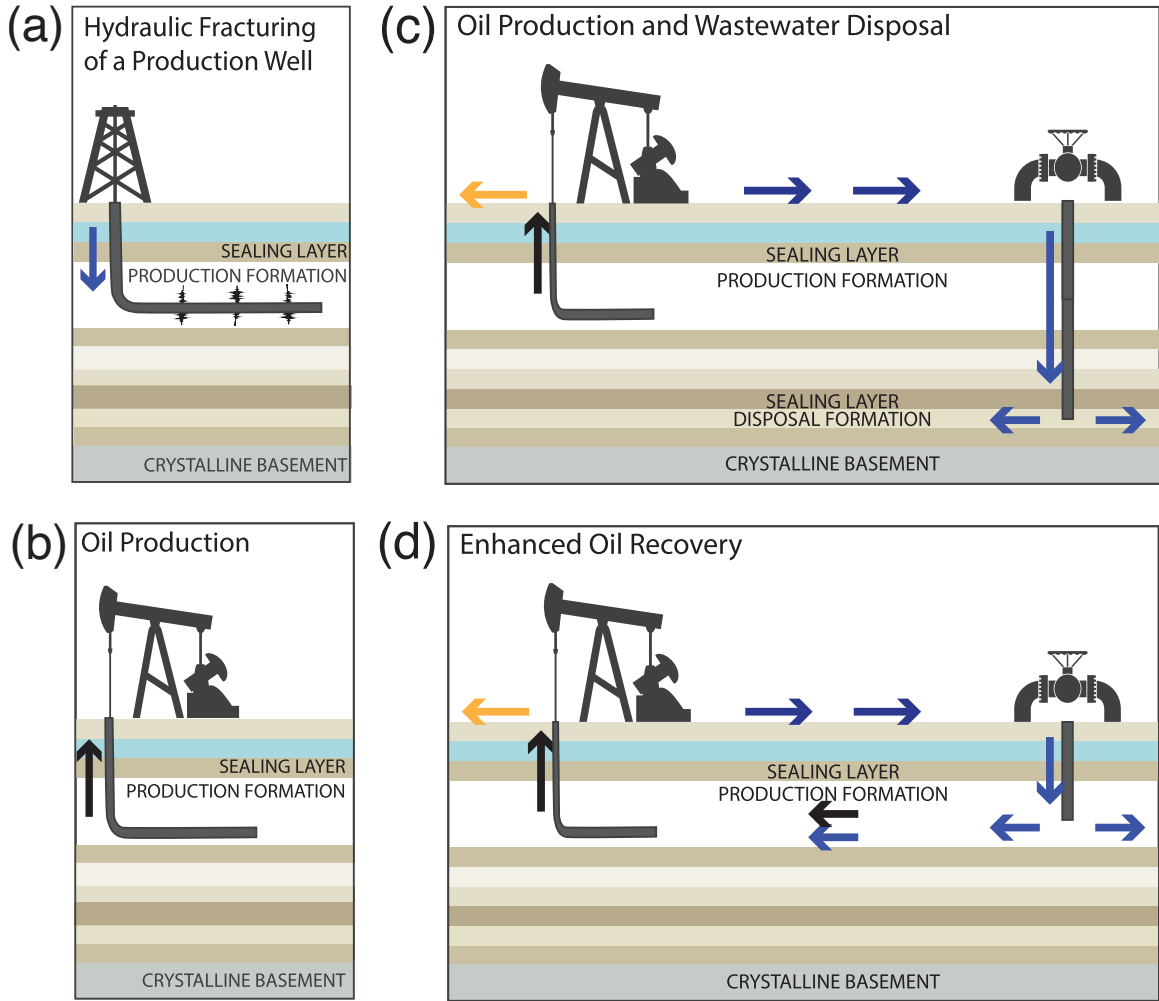 (a)
Hydraulic Fracturing
of a Production Well
SEALING LAYER
PRODUCTION FORMATION
CRYSTALLINE BASEMENT
(c)
Oil Production and Wastewater Disposal
SEALING LAYER
PRODUCTION FORMATION
SEALING LAYER
DISPOSAL FORMATION
CRYSTALLINE BASEMENT
(b)
Oil Production
SEALING LAYER
PRODUCTION FORMATION
CRYSTALLINE BASEMENT
(d)
Enhanced Oil Recovery
SEALING LAYER
PRODUCTION FORMATION
CRYSTALLINE BASEMENT